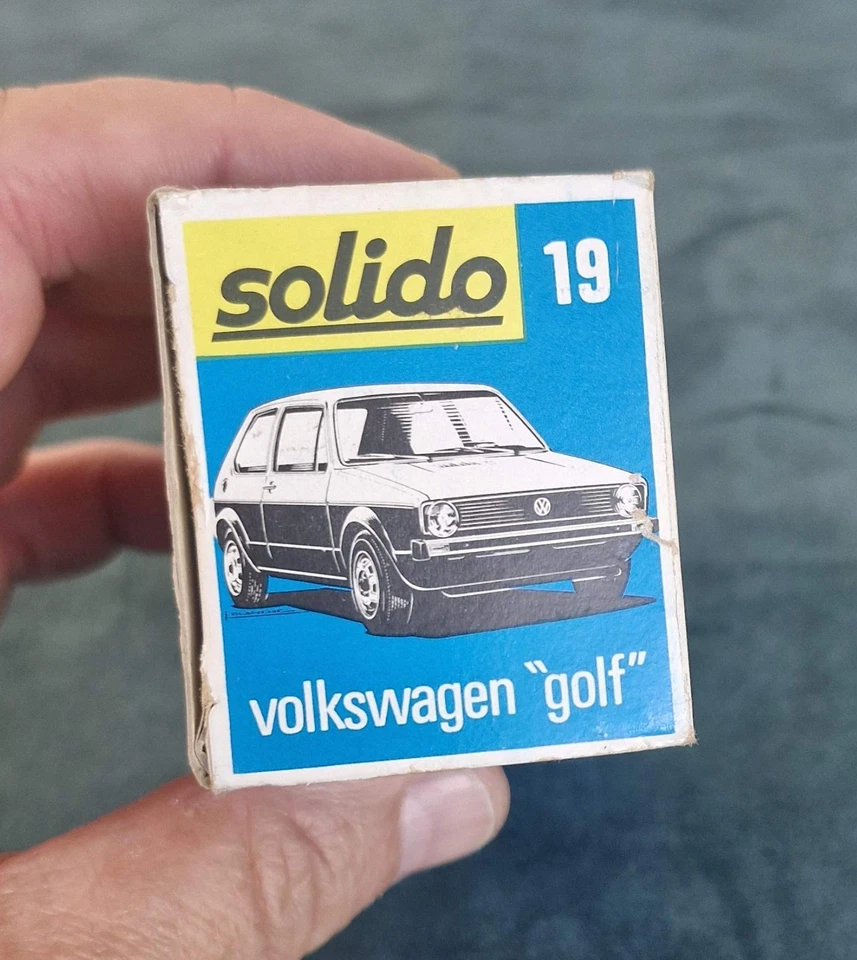 solido
19
volkswagen "golf"